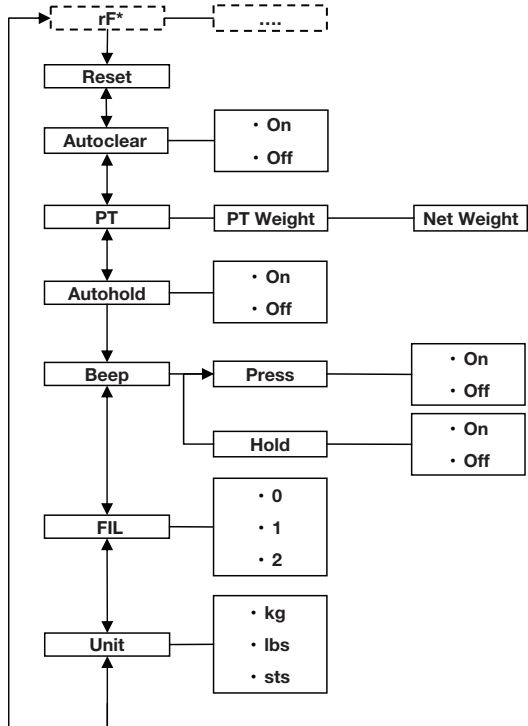 rF*
....
Reset
Autoclear
· On
· Off
PT
PT Weight
Net Weight
Autohold
· On
· Off
Beep
Press
· On
· Off
Hold
· On
· Off
FIL
· 0
· 1
· 2
Unit
· kg
· lbs
· sts